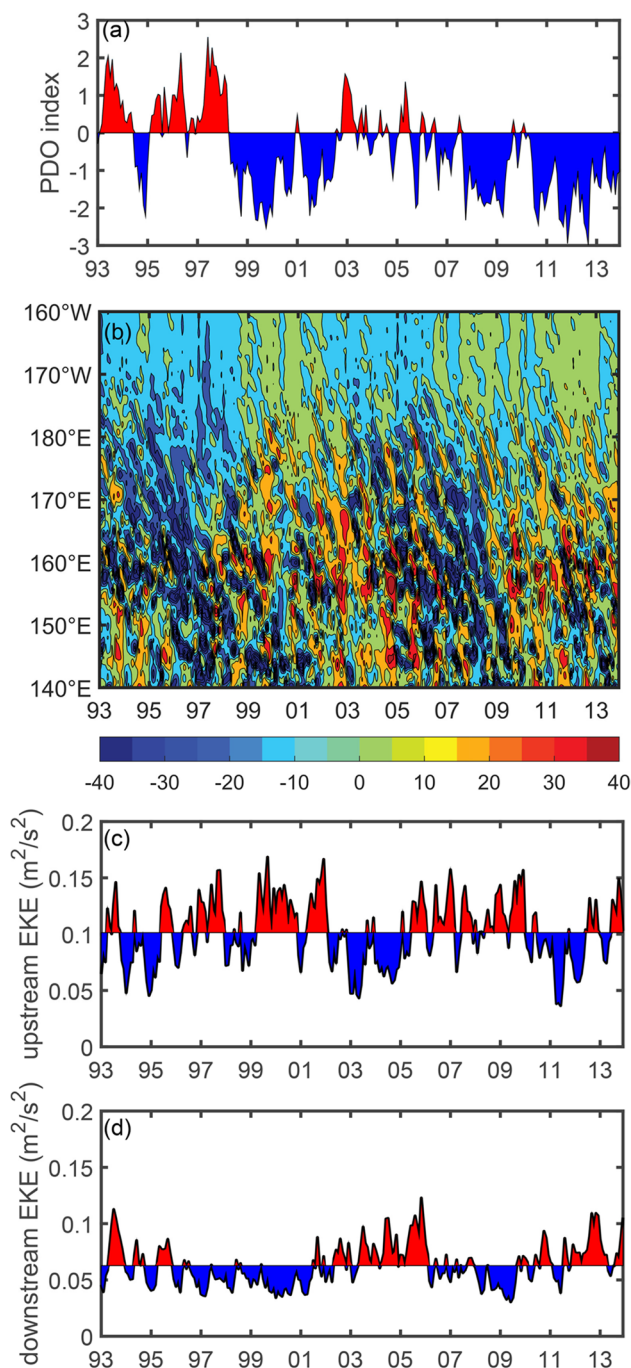 (a)
PDO index
3
2
1
0
-1
-2
-3
93 95 97 99 01 03 05 07 09 11 13
(b)
160°W
170°W
180°E
170°E
160°E
150°E
140°E
93 95 97 99 01 03 05 07 09 11 13
-40 -30 -20 -10 0 10 20 30 40
(c)
upstream EKE (m²/s²)
0.2
0.15
0.1
0.05
0
93 95 97 99 01 03 05 07 09 11 13
(d)
downstream EKE (m²/s²)
0.2
0.15
0.1
0.05
0
93 95 97 99 01 03 05 07 09 11 13